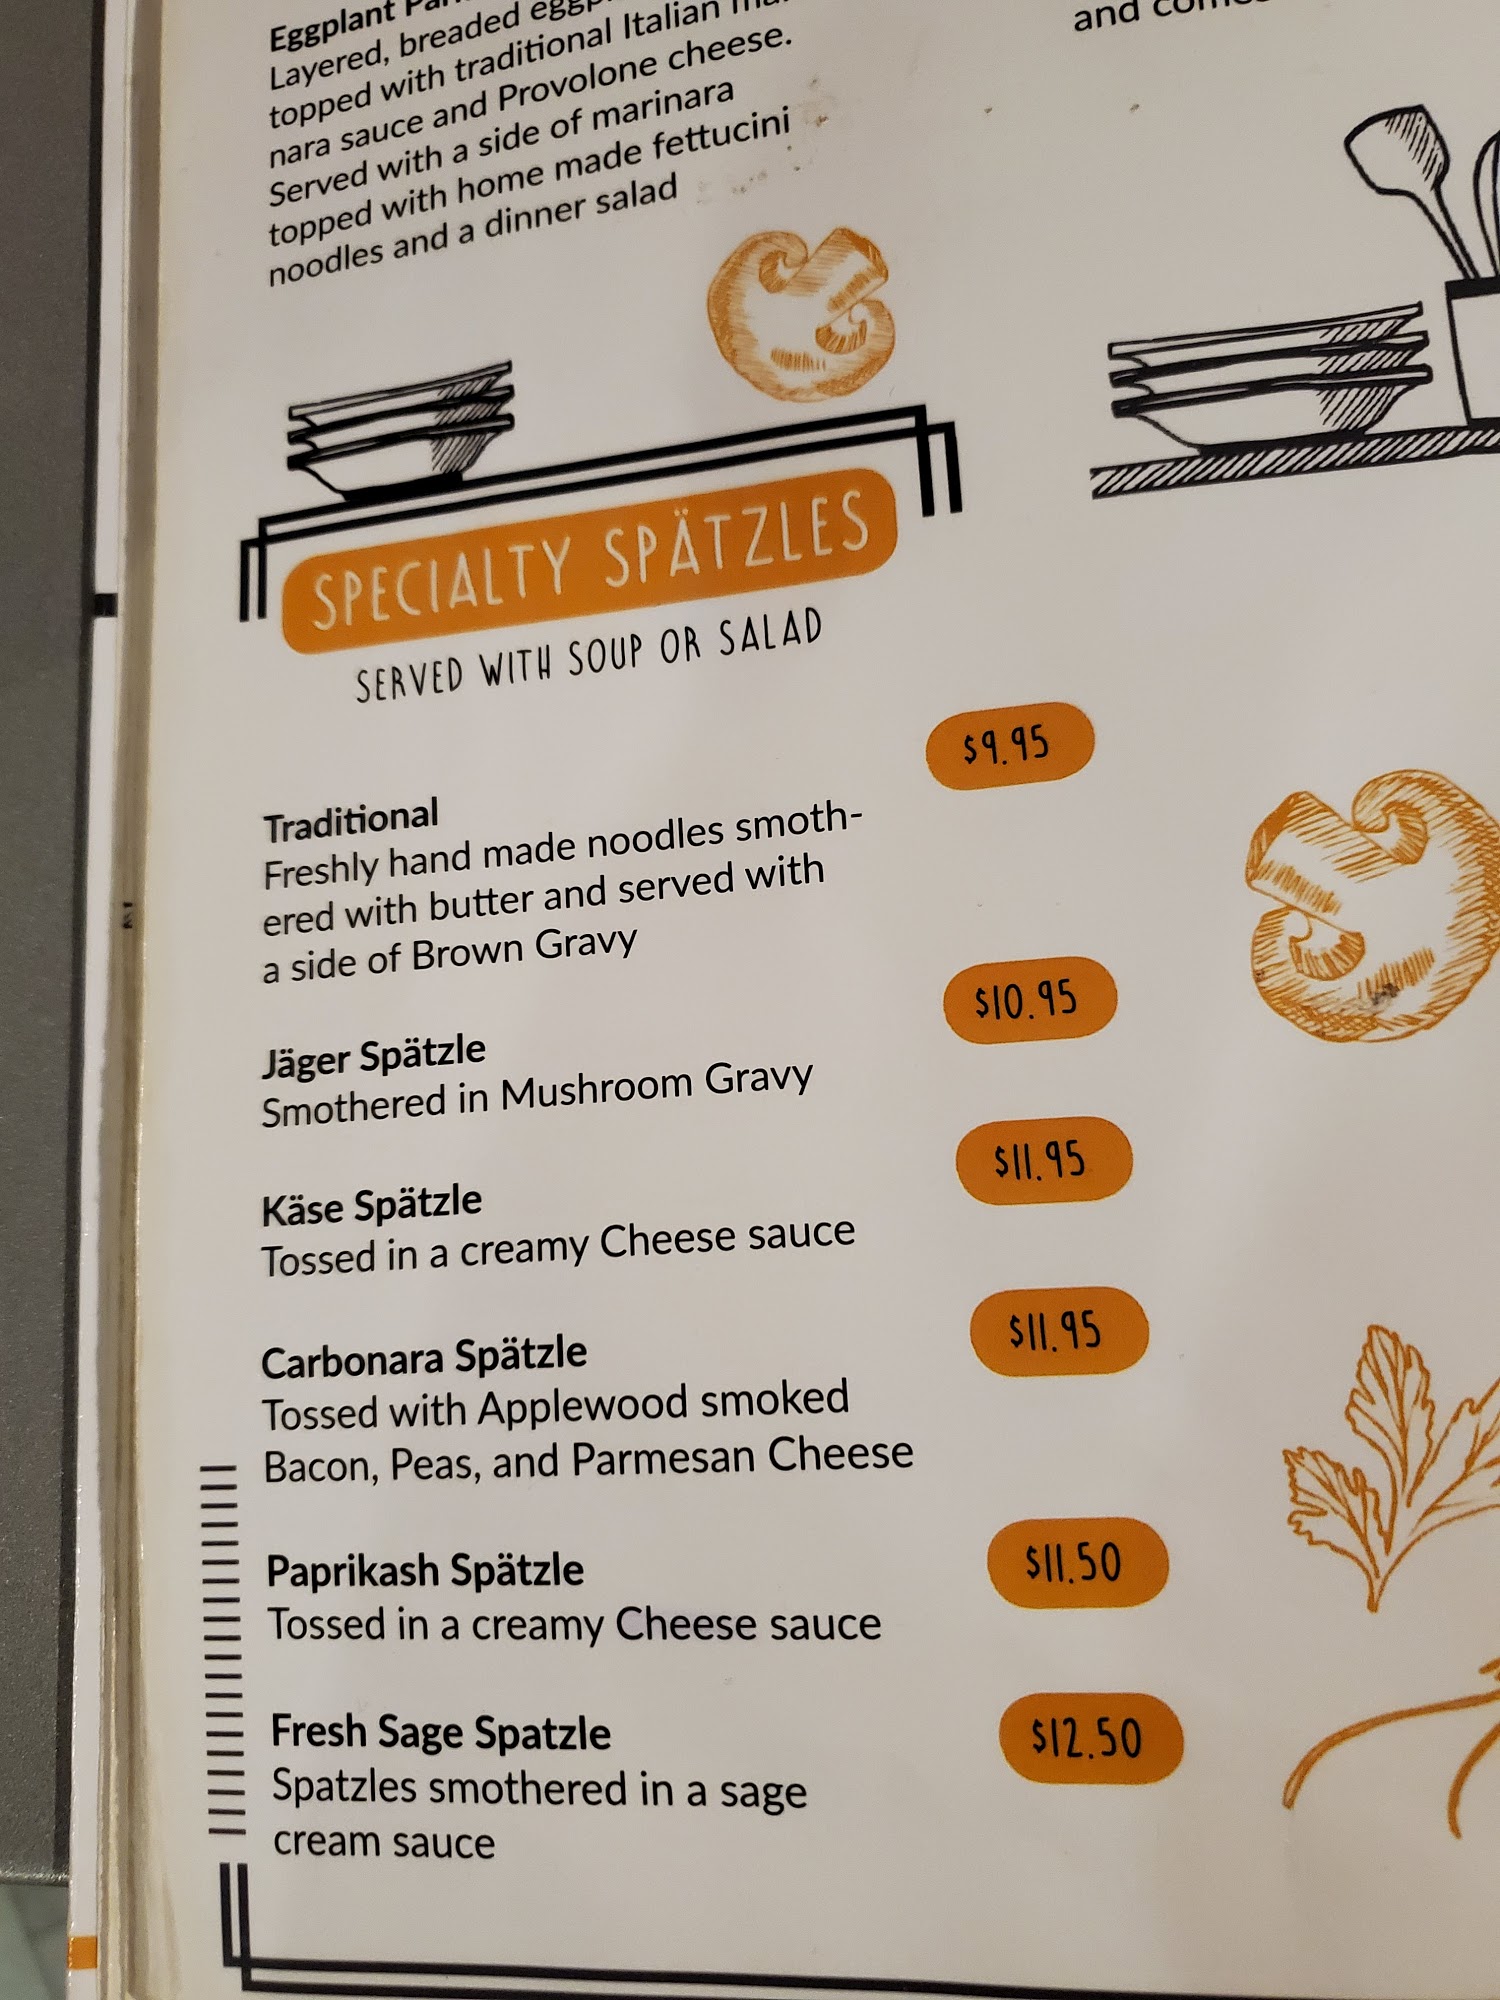 Eggplant
Layered, breaded
topped with traditional Italian
nara sauce and Provolone cheese.
Served with a side of marinara
topped with home made fettucini
noodles and a dinner salad
and
SPECIALTY SPÄTZLES
SERVED WITH SOUP OR SALAD
$9.95
Traditional
Freshly hand made noodles smoth-
ered with butter and served with
a side of Brown Gravy
$10.95
Jäger Spätzle
Smothered in Mushroom Gravy
$11.95
Käse Spätzle
Tossed in a creamy Cheese sauce
$11.95
Carbonara Spätzle
Tossed with Applewood smoked
Bacon, Peas, and Parmesan Cheese
$11.50
Paprikash Spätzle
Tossed in a creamy Cheese sauce
$12.50
Fresh Sage Spatzle
Spatzles smothered in a sage
cream sauce